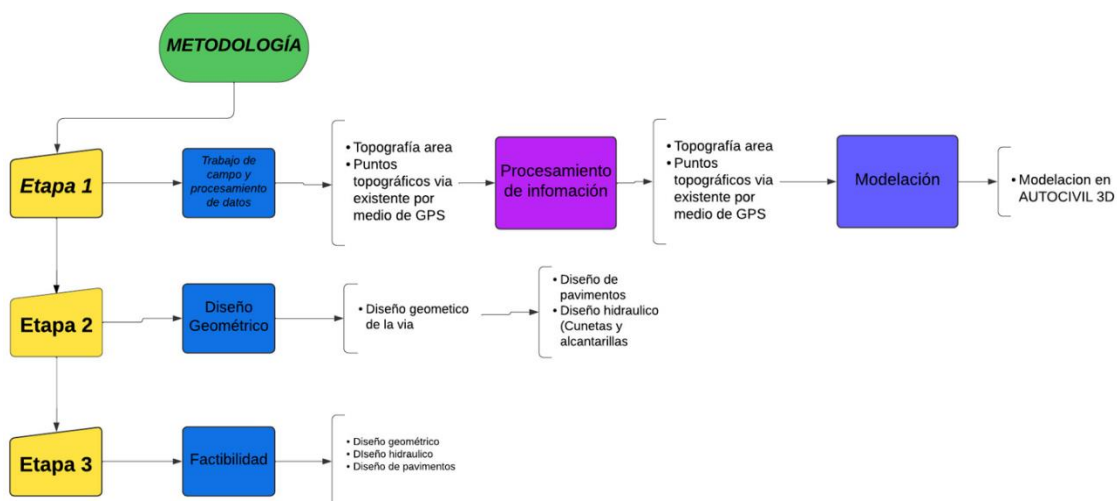 METODOLOGÍA
Etapa 1
Trabajo de
campo y
procesamiento
de datos
• Topografía area
• Puntos
topográficos via
existente por
medio de GPS
Procesamiento
de infomación
• Topografía area
• Puntos
topográficos via
existente por
medio de GPS
Modelación
• Modelacion en
AUTOCIVIL 3D
Etapa 2
Diseño
Geométrico
• Diseño geometico
de la via
• Diseño de
pavimentos
• Diseño hidraulico
(Cunetas y
alcantarillas
Etapa 3
Factibilidad
• Diseño geométrico
• DIseño hidraulico
• Diseño de pavimentos